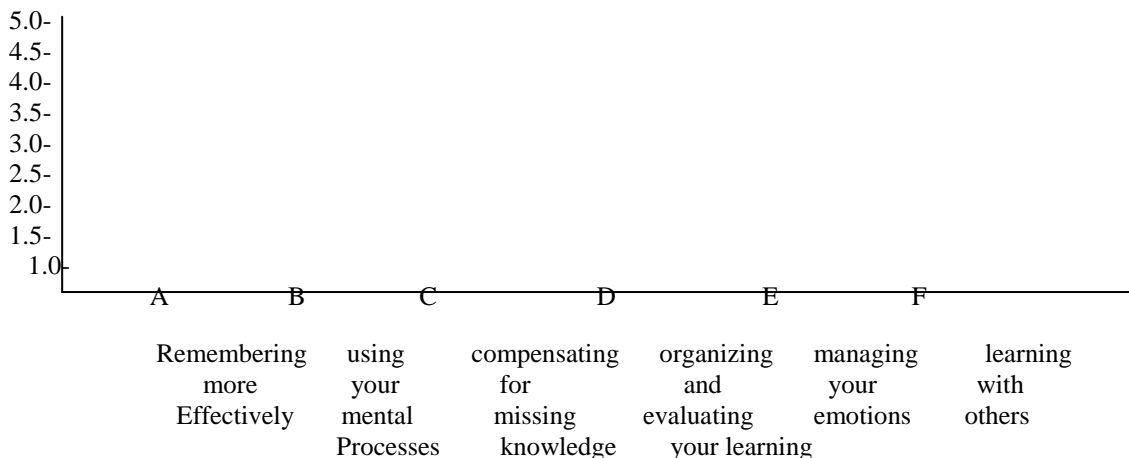 5.0-
4.5-
4.0-
3.5-
3.0-
2.5-
2.0-
1.5-
1.0-
A B C D E F
Remembering using compensating organizing managing learning
more your for and your with
Effectively mental missing evaluating emotions others
Processes knowledge your learning